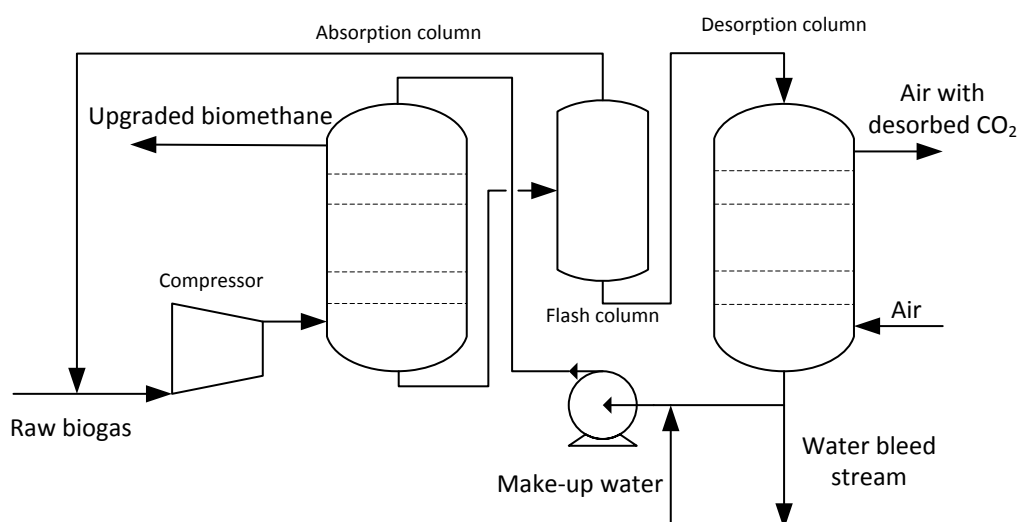 Absorption column
Desorption column
Upgraded biomethane
Air with
desorbed CO₂
Compressor
Flash column
Air
Raw biogas
Make-up water
Water bleed
stream